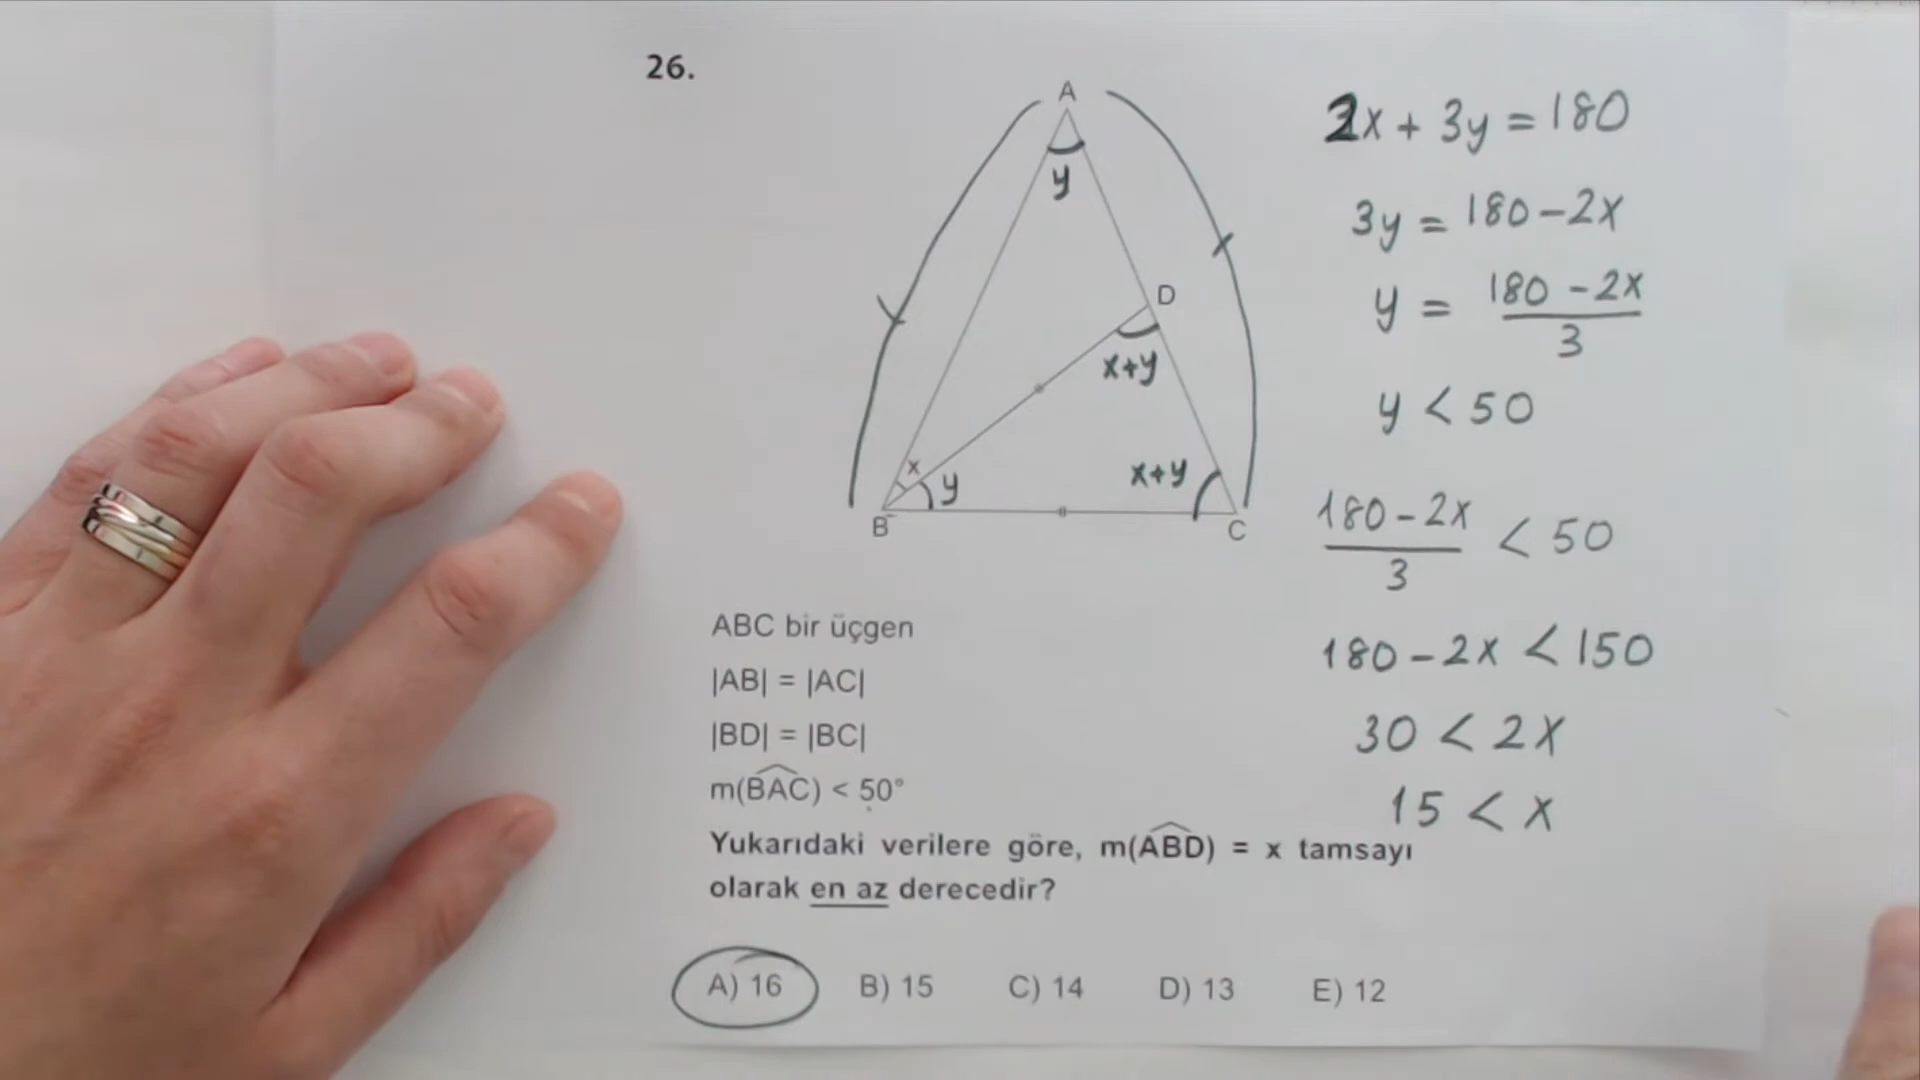 26.
A
y
D
x+y
x
y
x+y
B
C
2x + 3y = 180
3y = 180-2x
y = 180 - 2x / 3
y < 50
180 - 2x / 3 < 50
180 - 2x < 150
30 < 2x
15 < x
ABC bir üçgen
|AB| = |AC|
|BD| = |BC|
m(BAC) < 50°
Yukarıdaki verilere göre, m(ABD) = x tamsayı
olarak en az derecedir?
A) 16 B) 15 C) 14 D) 13 E) 12